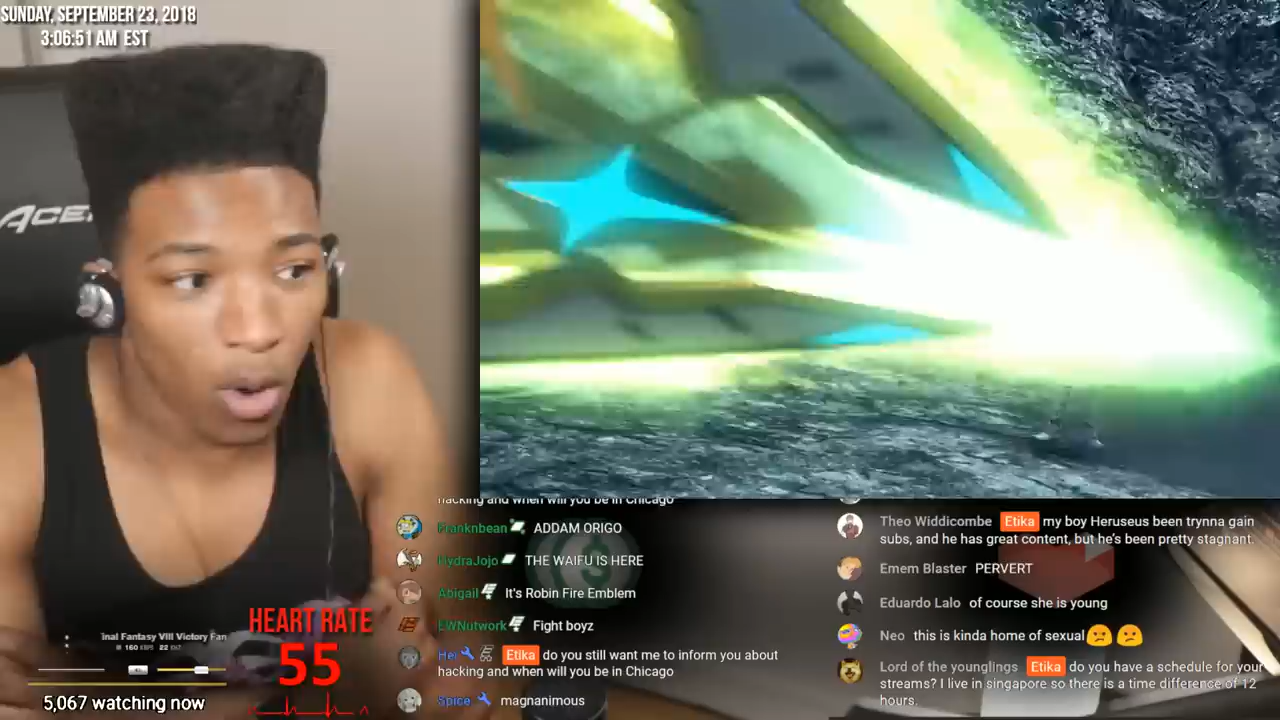 SUNDAY, SEPTEMBER 23, 2018
3:06:51 AM EST
ACE
hacking and when will you be in Chicago
Franknbean ADDAM ORIGO
HydraJojo THE WAIFU IS HERE
Abigail It's Robin Fire Emblem
EWNutwork Fight boyz
Hei Etika do you still want me to inform you about
hacking and when will you be in Chicago
Spice magnanimous
Theo Widdicombe Etika my boy Heruseus been trynna gain
subs, and he has great content, but he's been pretty stagnant.
Emem Blaster PERVERT
Eduardo Lalo of course she is young
Neo this is kinda home of sexual
Lord of the younglings Etika do you have a schedule for your
streams? I live in singapore so there is a time difference of 12
hours.
HEART RATE
55
inal Fantasy VIII Victory Fan
160 KBPS 22
5,067 watching now